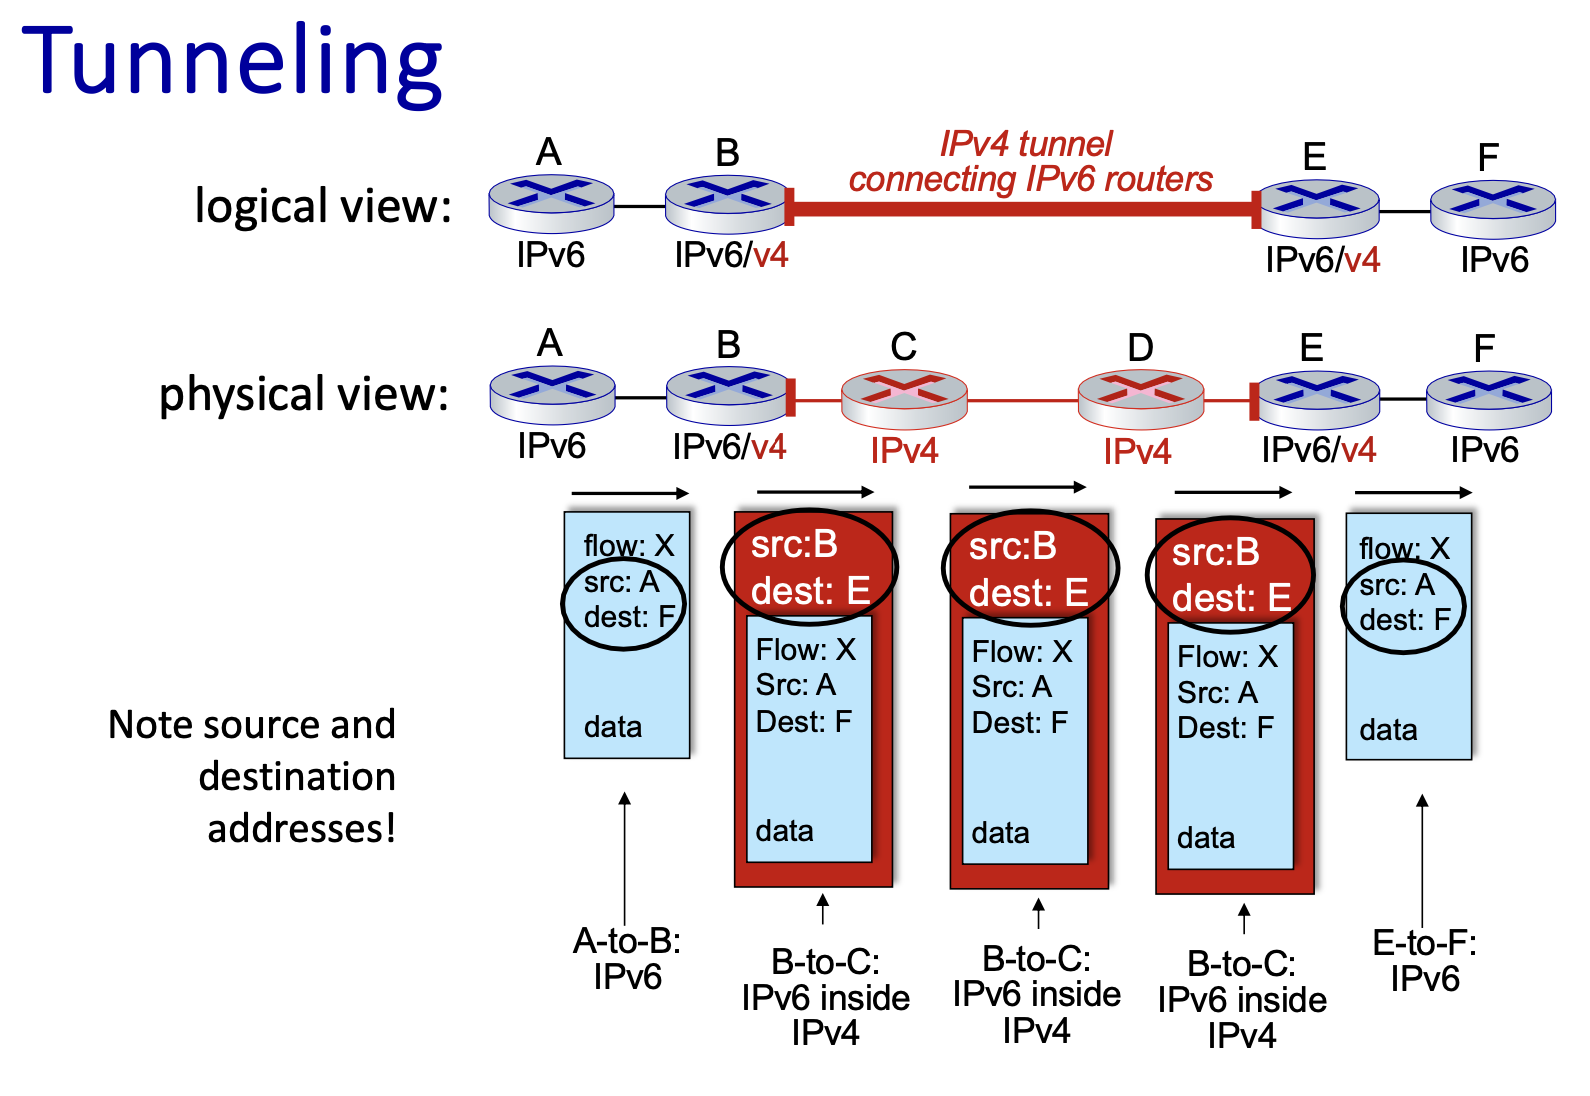 Tunneling
IPv4 tunnel
connecting IPv6 routers
logical view:
A
B
E
F
IPv6
IPv6/v4
IPv6/v4
IPv6
physical view:
A
B
C
D
E
F
IPv6
IPv6/v4
IPv4
IPv4
IPv6/v4
IPv6
flow: X
src: A
dest: F
data
src:B
dest: E
Flow: X
Src: A
Dest: F
data
src:B
dest: E
Flow: X
Src: A
Dest: F
data
src:B
dest: E
Flow: X
Src: A
Dest: F
data
flow: X
src: A
dest: F
data
Note source and
destination
addresses!
A-to-B:
IPv6
B-to-C:
IPv6 inside
IPv4
B-to-C:
IPv6 inside
IPv4
B-to-C:
IPv6 inside
IPv4
E-to-F:
IPv6